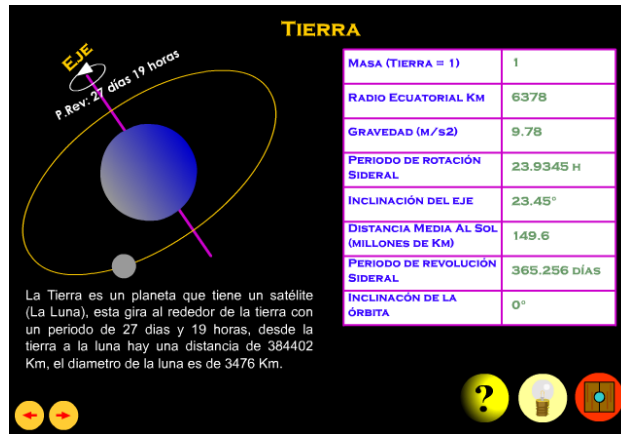 TIERRA
EJE
P.Rev: 27 días 19 horas
MASA (TIERRA = 1) 1
RADIO ECUATORIAL KM 6378
GRAVEDAD (M/S2) 9.78
PERIODO DE ROTACIÓN
SIDERAL 23.9345 H
INCLINACIÓN DEL EJE 23.45°
DISTANCIA MEDIA AL SOL
(MILLONES DE KM) 149.6
PERIODO DE REVOLUCIÓN
SIDERAL 365.256 DÍAS
INCLINACÓN DE LA
ÓRBITA 0°
La Tierra es un planeta que tiene un satélite
(La Luna), esta gira al rededor de la tierra con
un periodo de 27 dias y 19 horas, desde la
tierra a la luna hay una distancia de 384402
Km, el diametro de la luna es de 3476 Km.
?